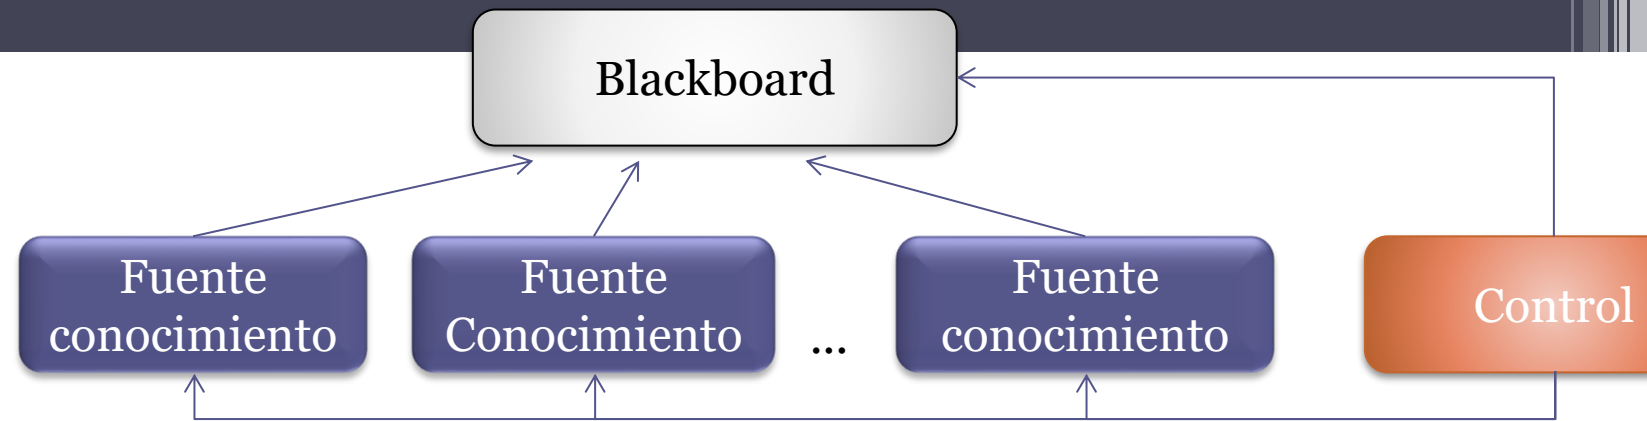 Blackboard
Fuente
conocimiento
Fuente
Conocimiento
...
Fuente
conocimiento
Control